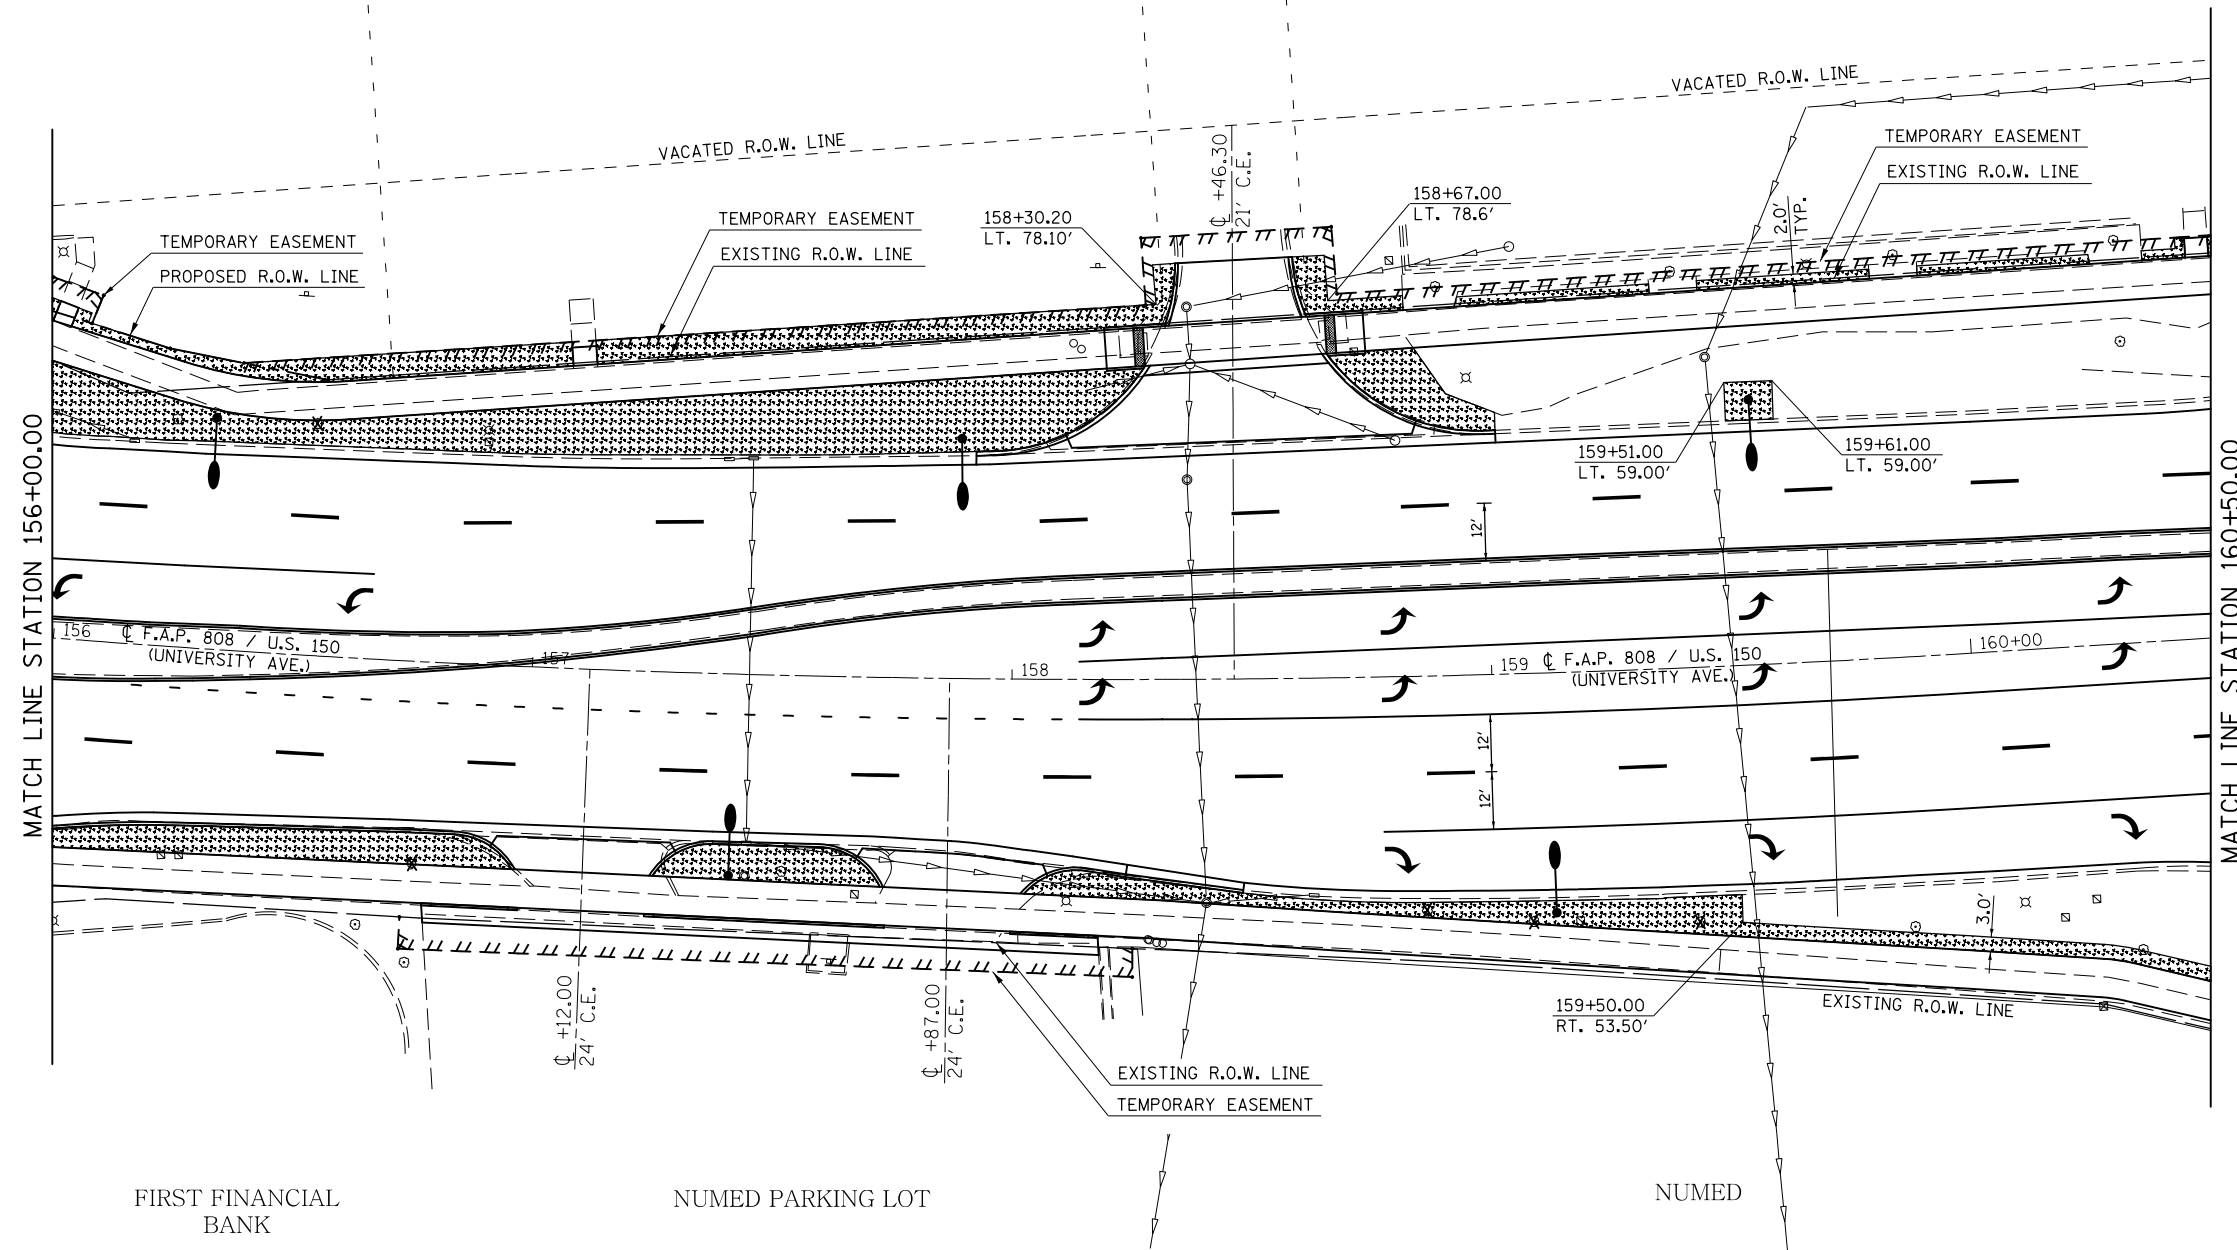 VACATED R.O.W. LINE
VACATED R.O.W. LINE
TEMPORARY EASEMENT
EXISTING R.O.W. LINE
℄ +46.30
21' C.E.
158+67.00
LT. 78.6'
2.0'
TYP.
TEMPORARY EASEMENT
EXISTING R.O.W. LINE
158+30.20
LT. 78.10'
TEMPORARY EASEMENT
PROPOSED R.O.W. LINE
159+51.00
LT. 59.00'
159+61.00
LT. 59.00'
MATCH LINE STATION 156+00.00
MATCH LINE STATION 160+50.00
12'
156
℄ F.A.P. 808 / U.S. 150
(UNIVERSITY AVE.)
157
158
159
℄ F.A.P. 808 / U.S. 150
(UNIVERSITY AVE.)
160+00
12'
12'
3.0'
℄ +12.00
24' C.E.
℄ +87.00
24' C.E.
159+50.00
RT. 53.50'
EXISTING R.O.W. LINE
EXISTING R.O.W. LINE
TEMPORARY EASEMENT
FIRST FINANCIAL
BANK
NUMED PARKING LOT
NUMED